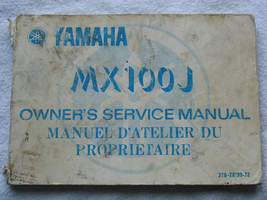 YAMAHA
MX100J
OWNER'S SERVICE MANUAL
MANUEL D'ATELIER DU
PROPRIETAIRE